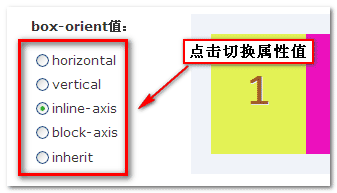 box-orient值：
horizontal
vertical
inline-axis
block-axis
inherit
点击切换属性值
1